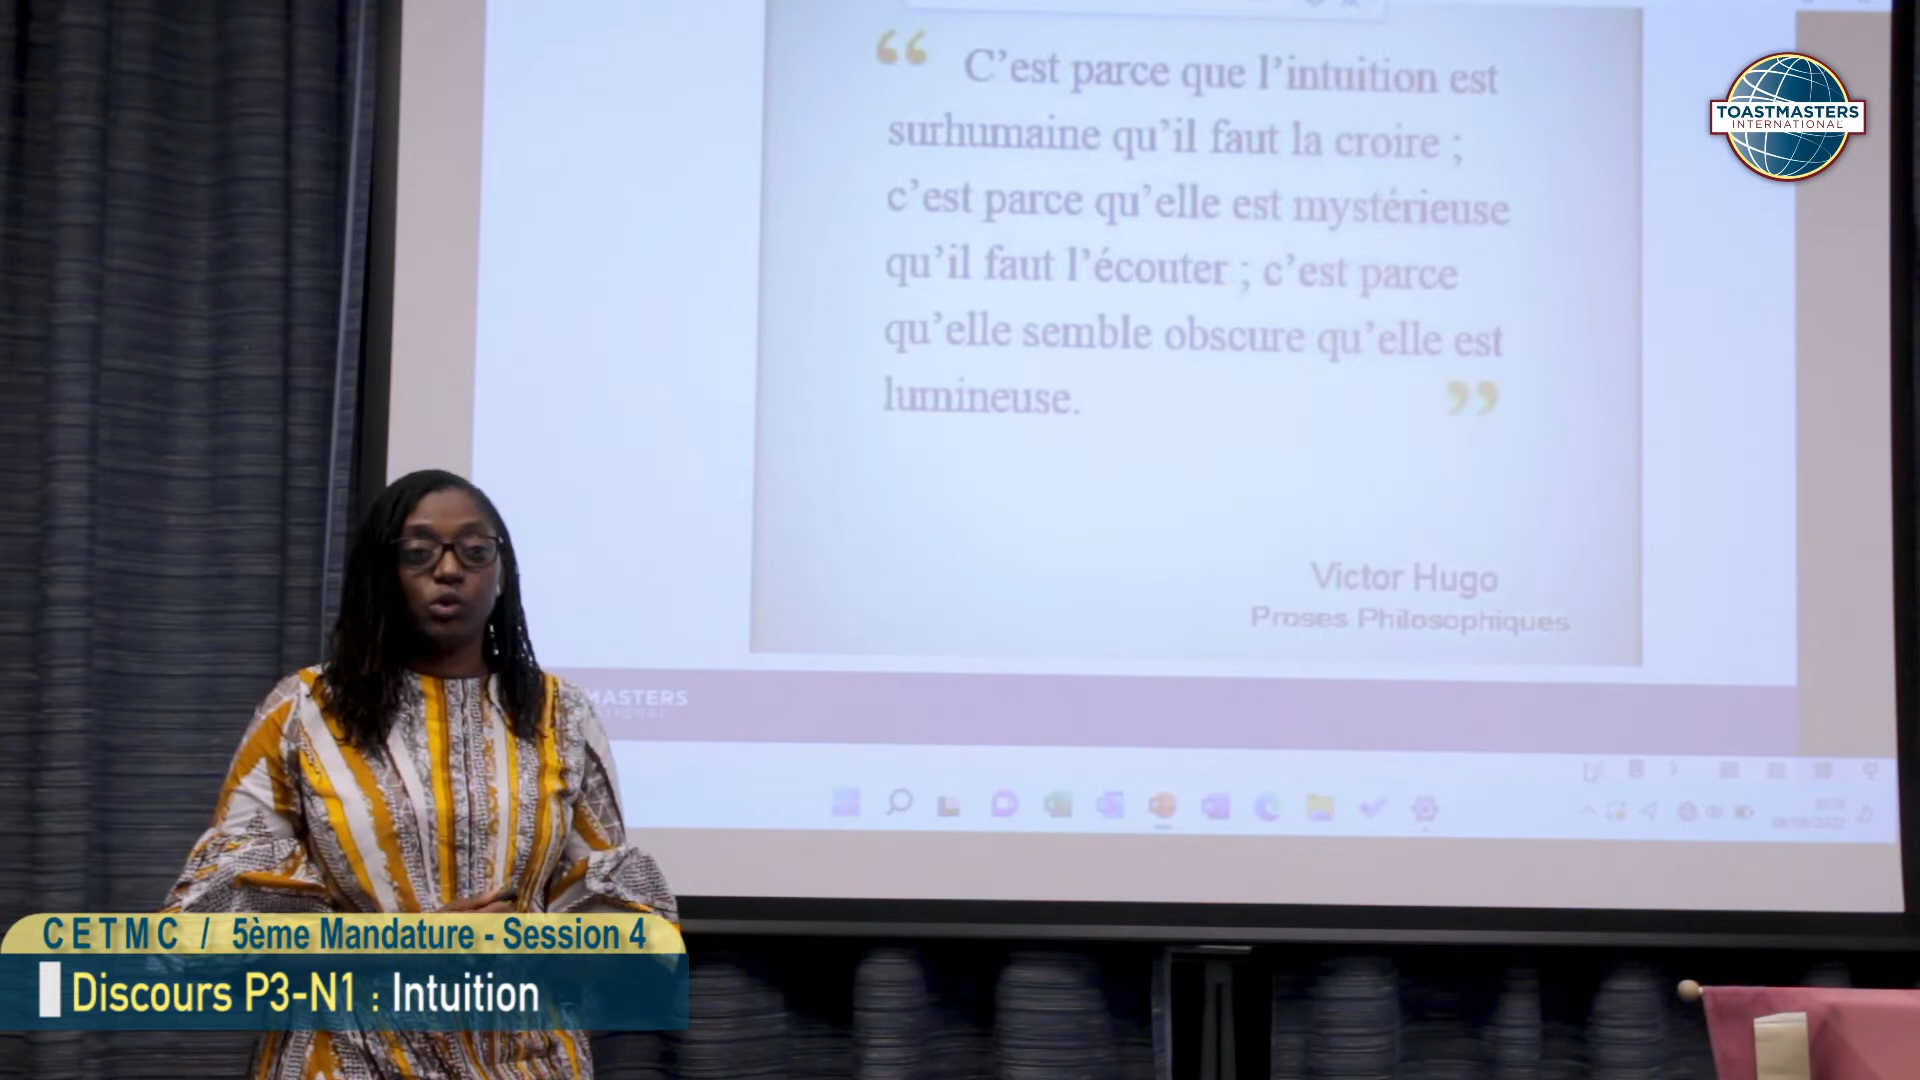 “ C’est parce que l’intuition est
surhumaine qu’il faut la croire ;
c’est parce qu’elle est mystérieuse
qu’il faut l’écouter ; c’est parce
qu’elle semble obscure qu’elle est
lumineuse. ”
Victor Hugo
Proses Philosophiques
TOASTMASTERS
INTERNATIONAL
MASTERS
CETMC / 5ème Mandature - Session 4
Discours P3-N1 : Intuition